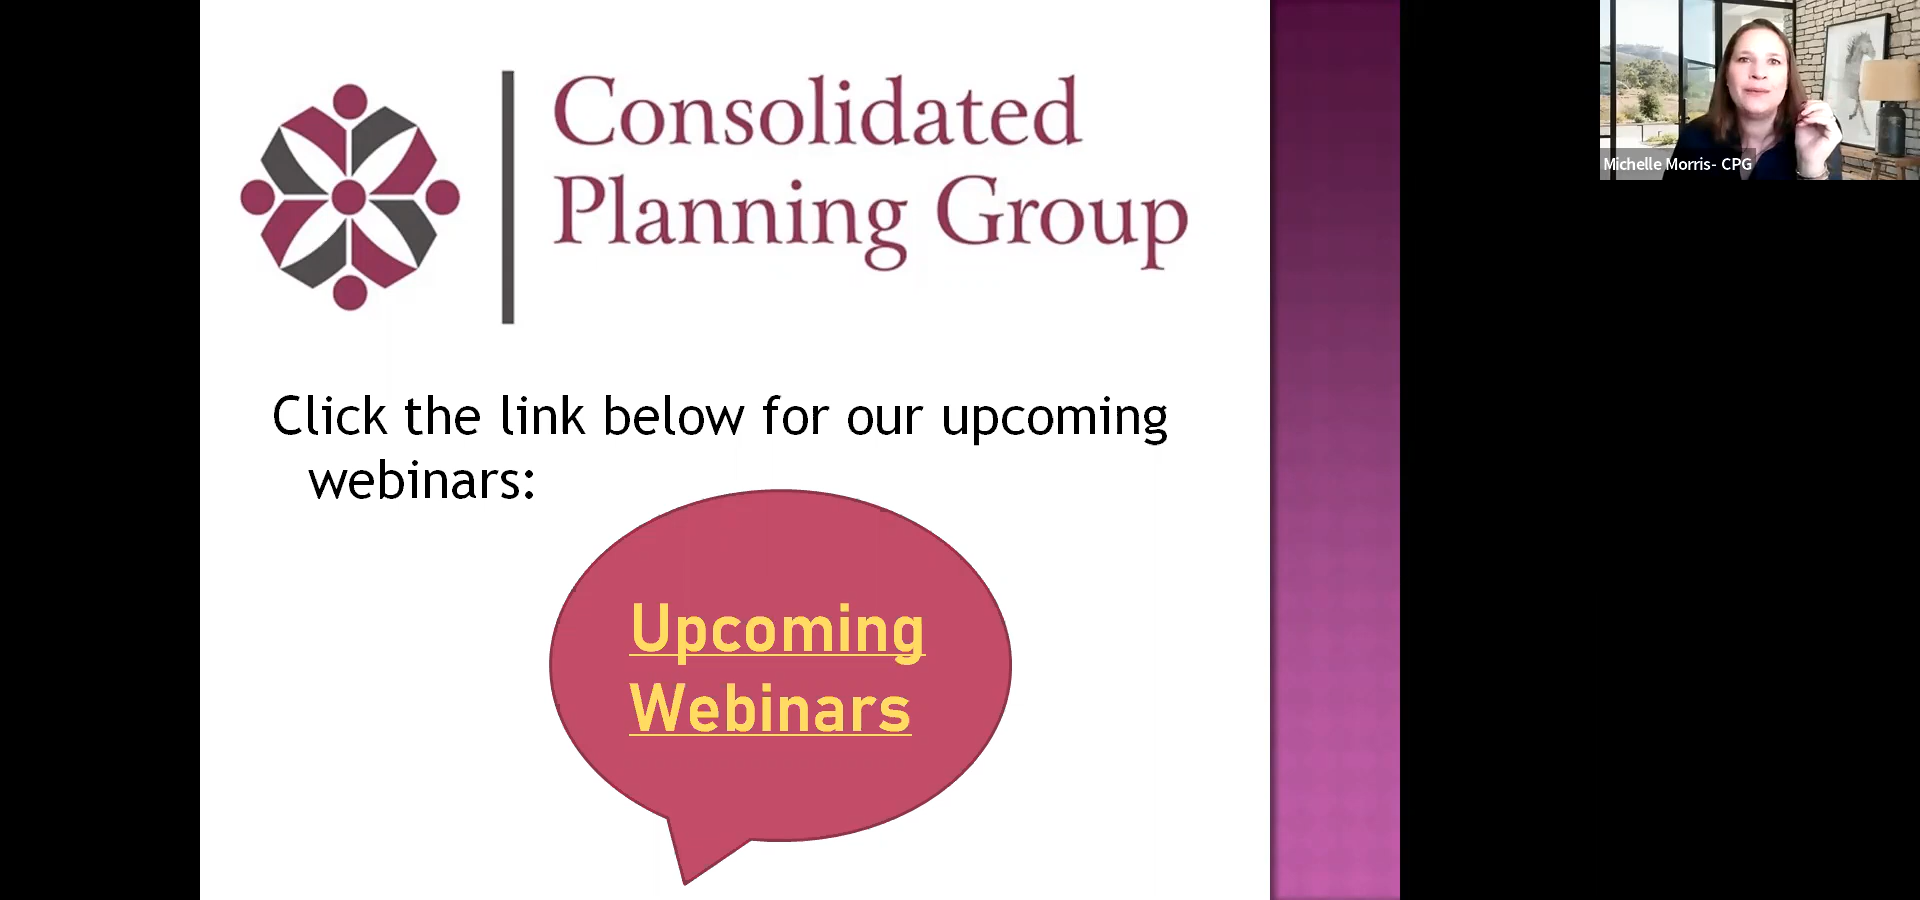 Consolidated
Planning Group
Click the link below for our upcoming
webinars:
Upcoming
Webinars
Michelle Morris- CPG